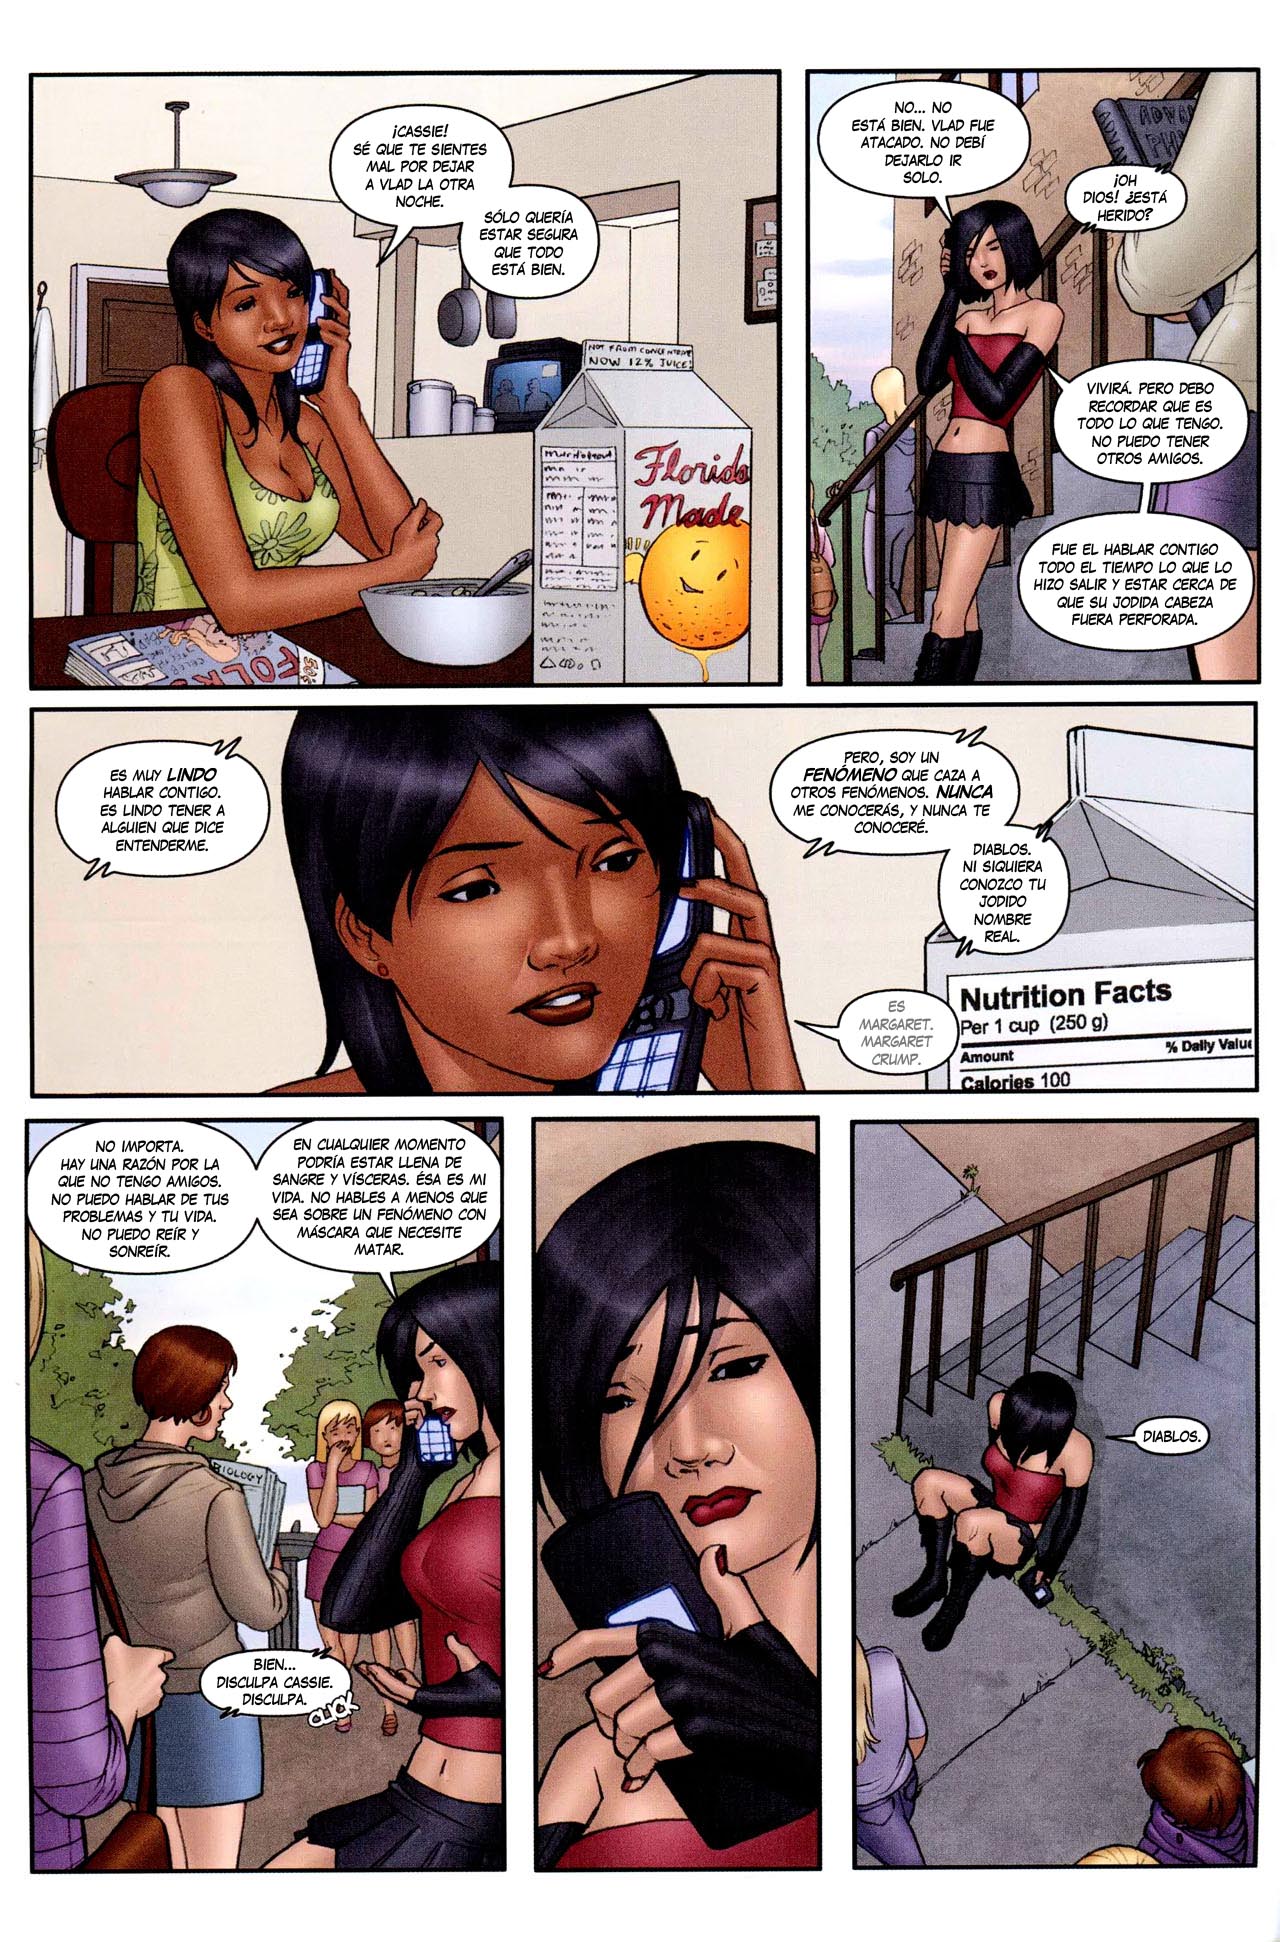 ¡CASSIE!
SÉ QUE TE SIENTES
MAL POR DEJAR
A VLAD LA OTRA
NOCHE.
SÓLO QUERÍA
ESTAR SEGURA
QUE TODO
ESTÁ BIEN.
NOT FROM CONCENTRATE
NOW 12% JUICE!
Florida
Made
FOLKS
NO... NO
ESTÁ BIEN. VLAD FUE
ATACADO. NO DEBÍ
DEJARLO IR
SOLO.
ADVAN
PHY
¡OH
DIOS! ¿ESTÁ
HERIDO?
VIVIRÁ. PERO DEBO
RECORDAR QUE ES
TODO LO QUE TENGO.
NO PUEDO TENER
OTROS AMIGOS.
FUE EL HABLAR CONTIGO
TODO EL TIEMPO LO QUE LO
HIZO SALIR Y ESTAR CERCA DE
QUE SU JODIDA CABEZA
FUERA PERFORADA.
ES MUY LINDO
HABLAR CONTIGO.
ES LINDO TENER A
ALGUIEN QUE DICE
ENTENDERME.
PERO, SOY UN
FENÓMENO QUE CAZA A
OTROS FENÓMENOS. NUNCA
ME CONOCERÁS, Y NUNCA TE
CONOCERÉ.
DIABLOS.
NI SIQUIERA
CONOZCO TU
JODIDO
NOMBRE
REAL.
ES
MARGARET.
MARGARET
CRUMP.
Nutrition Facts
Per 1 cup (250 g)
Amount % Daily Value
Calories 100
NO IMPORTA.
HAY UNA RAZÓN POR LA
QUE NO TENGO AMIGOS.
NO PUEDO HABLAR DE TUS
PROBLEMAS Y TU VIDA.
NO PUEDO REÍR Y
SONREÍR.
EN CUALQUIER MOMENTO
PODRÍA ESTAR LLENA DE
SANGRE Y VÍSCERAS. ÉSA ES MI
VIDA. NO HABLES A MENOS QUE
SEA SOBRE UN FENÓMENO CON
MÁSCARA QUE NECESITE
MATAR.
BIOLOGY
BIEN...
DISCULPA CASSIE.
DISCULPA.
CLICK
DIABLOS.